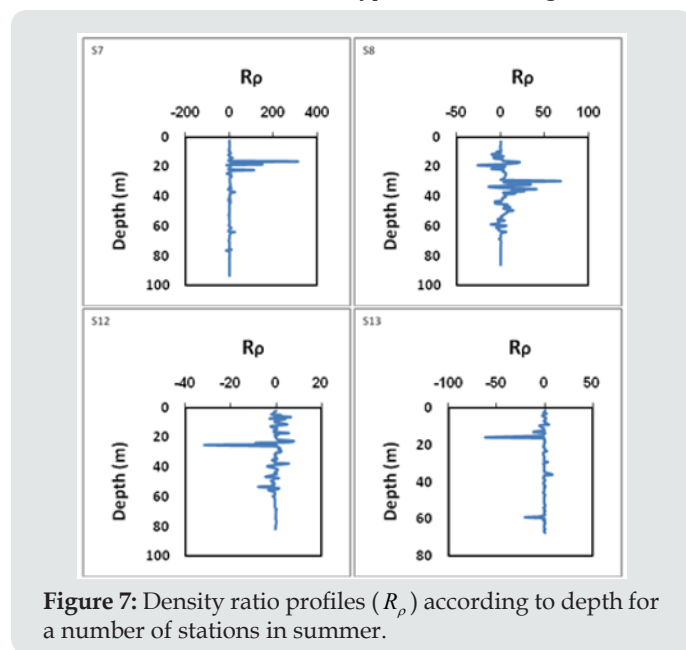 S7
Rρ
-200 0 200 400
0
20
40
60
80
100
Depth (m)
S8
Rρ
-50 0 50 100
0
20
40
60
80
100
Depth (m)
S12
Rρ
-40 -20 0 20
0
20
40
60
80
100
Depth (m)
S13
Rρ
-100 -50 0 50
0
20
40
60
80
Depth (m)
Figure 7: Density ratio profiles (Rρ) according to depth for
a number of stations in summer.